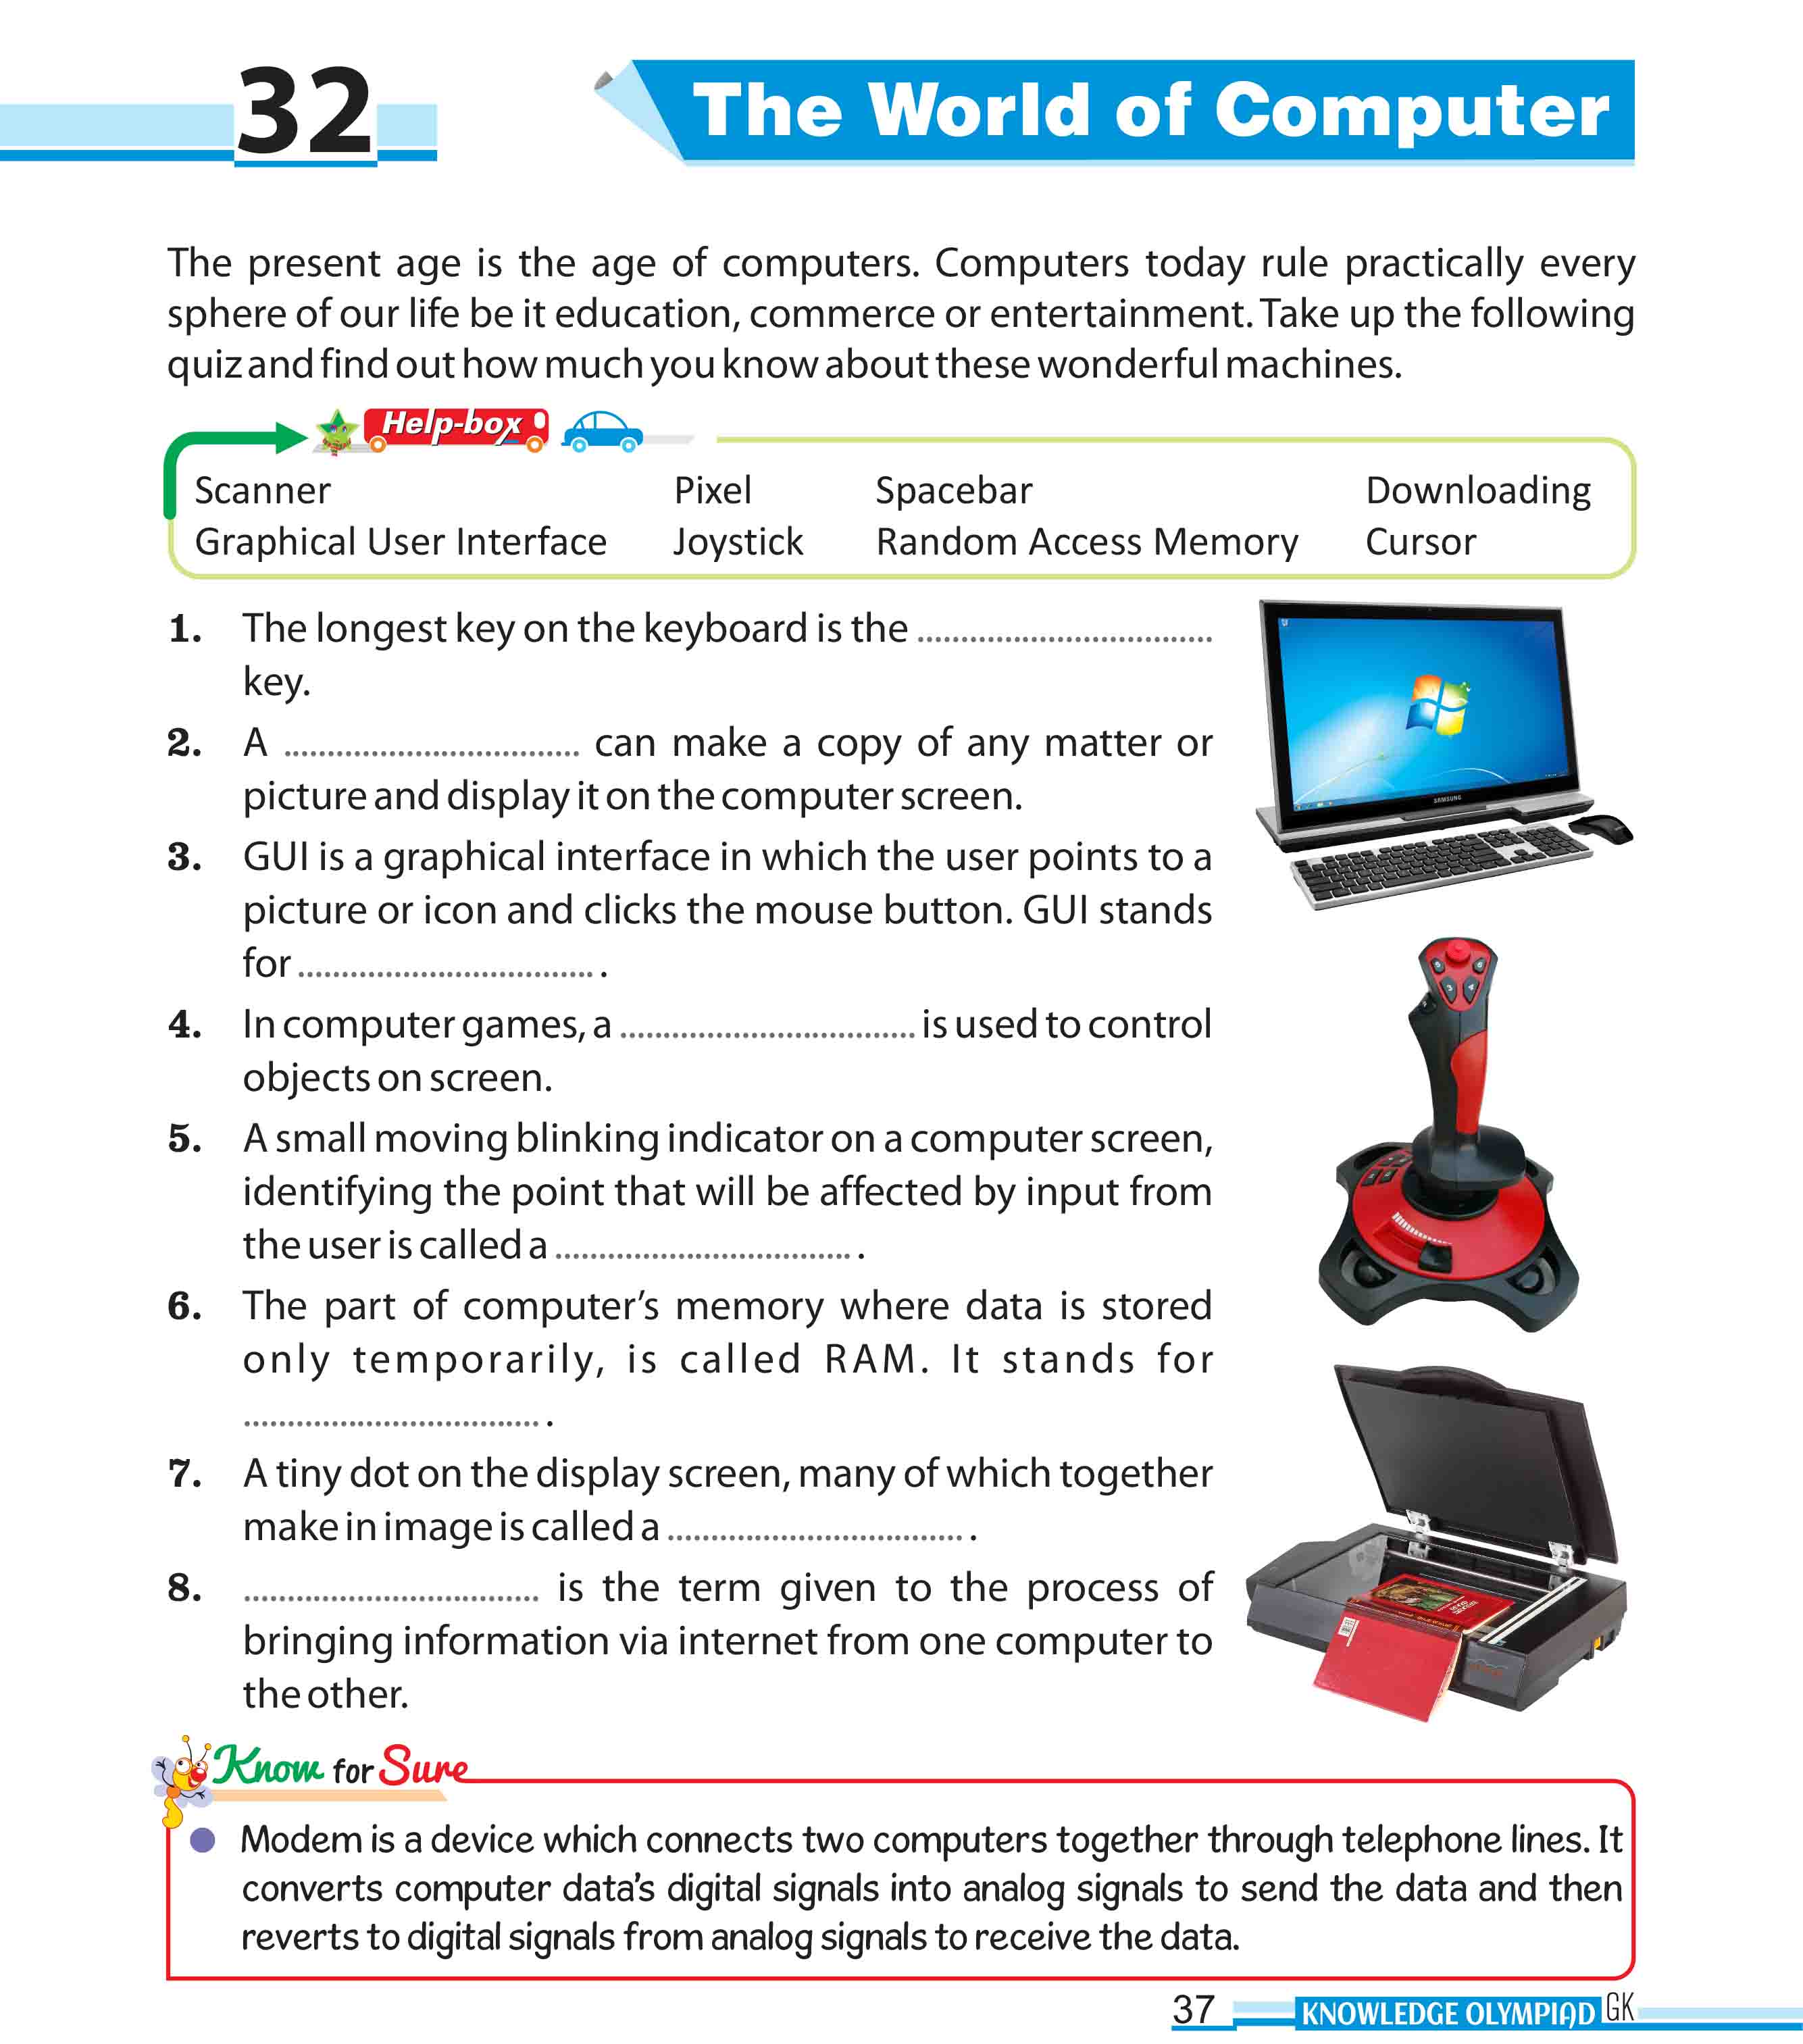 32
The World of Computer
The present age is the age of computers. Computers today rule practically every
sphere of our life be it education, commerce or entertainment. Take up the following
quiz and find out how much you know about these wonderful machines.
Help-box
Scanner Pixel Spacebar Downloading
Graphical User Interface Joystick Random Access Memory Cursor
1. The longest key on the keyboard is the ..................................
key.
2. A .................................. can make a copy of any matter or
picture and display it on the computer screen.
3. GUI is a graphical interface in which the user points to a
picture or icon and clicks the mouse button. GUI stands
for .................................. .
4. In computer games, a .................................. is used to control
objects on screen.
5. A small moving blinking indicator on a computer screen,
identifying the point that will be affected by input from
the user is called a .................................. .
6. The part of computer's memory where data is stored
only temporarily, is called RAM. It stands for
.................................. .
7. A tiny dot on the display screen, many of which together
make in image is called a .................................. .
8. .................................. is the term given to the process of
bringing information via internet from one computer to
the other.
SAMSUNG
Know for Sure
● Modem is a device which connects two computers together through telephone lines. It
converts computer data's digital signals into analog signals to send the data and then
reverts to digital signals from analog signals to receive the data.
37 KNOWLEDGE OLYMPIAD GK